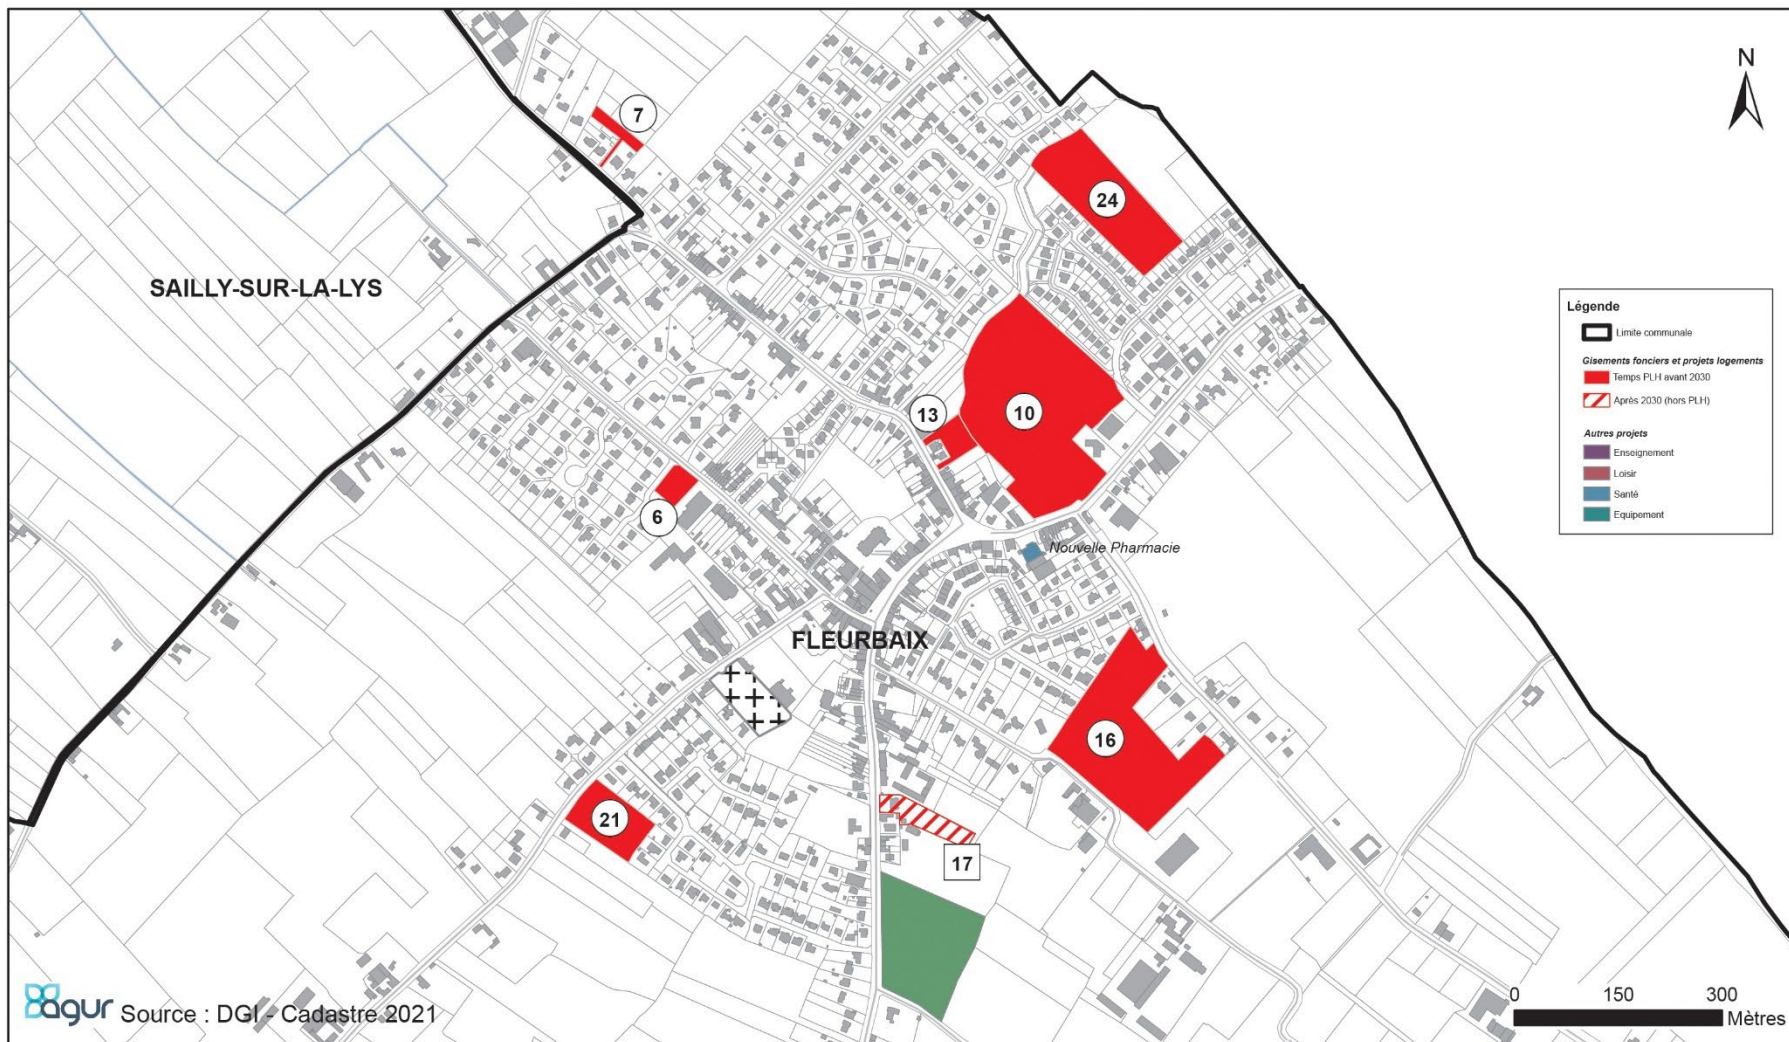 N
7
24
SAILLY-SUR-LA-LYS
Légende
Limite communale
Gisements fonciers et projets logements
Temps PLH avant 2030
Après 2030 (hors PLH)
Autres projets
Enseignement
Loisir
Santé
Equipement
13
10
6
Nouvelle Pharmacie
FLEURBAIX
16
21
17
agur Source : DGI - Cadastre 2021
0 150 300
Mètres